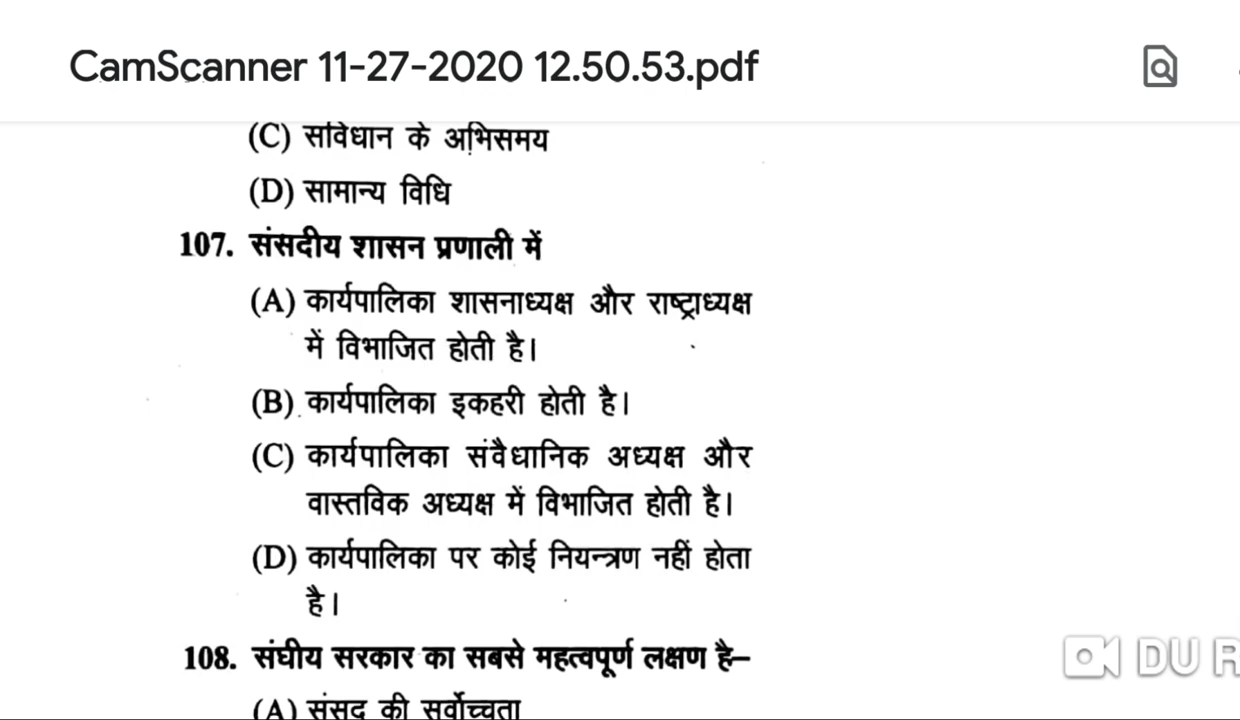 CamScanner 11-27-2020 12.50.53.pdf
(C) संविधान के अभिसमय
(D) सामान्य विधि
107. संसदीय शासन प्रणाली में
(A) कार्यपालिका शासनाध्यक्ष और राष्ट्राध्यक्ष
में विभाजित होती है।
(B) कार्यपालिका इकहरी होती है।
(C) कार्यपालिका संवैधानिक अध्यक्ष और
वास्तविक अध्यक्ष में विभाजित होती है।
(D) कार्यपालिका पर कोई नियन्त्रण नहीं होता
है।
108. संघीय सरकार का सबसे महत्वपूर्ण लक्षण है–
(A) संसद की सर्वोच्चता
DU R